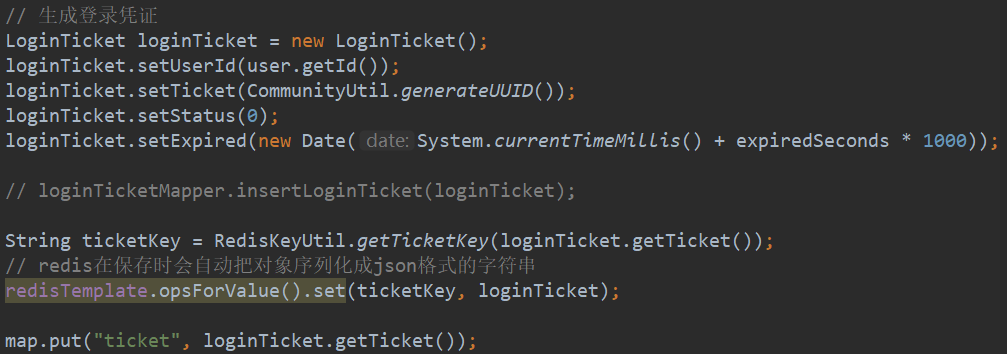 // 生成登录凭证
LoginTicket loginTicket = new LoginTicket();
loginTicket.setUserId(user.getId());
loginTicket.setTicket(CommunityUtil.generateUUID());
loginTicket.setStatus(0);
loginTicket.setExpired(new Date( date: System.currentTimeMillis() + expiredSeconds * 1000));
// loginTicketMapper.insertLoginTicket(loginTicket);
String ticketKey = RedisKeyUtil.getTicketKey(loginTicket.getTicket());
// redis在保存时会自动把对象序列化成json格式的字符串
redisTemplate.opsForValue().set(ticketKey, loginTicket);
map.put("ticket", loginTicket.getTicket());